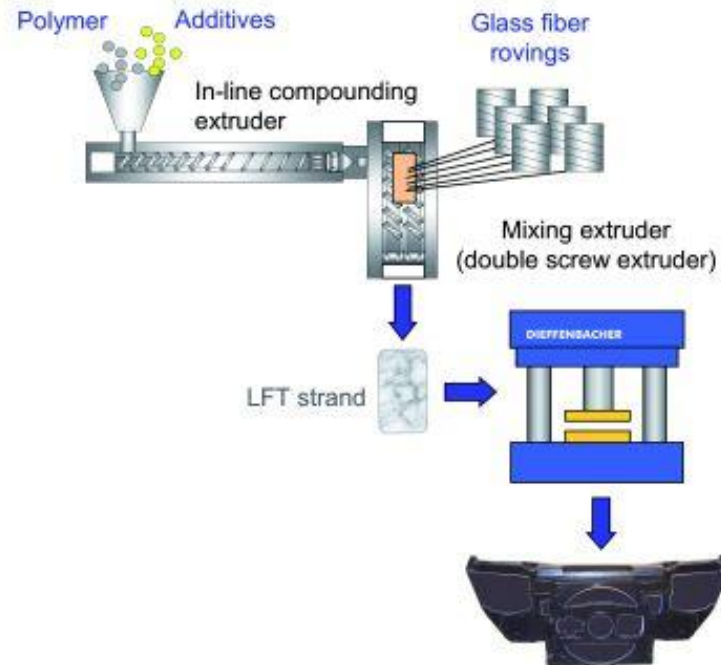 Polymer
Additives
Glass fiber
rovings
In-line compounding
extruder
Mixing extruder
(double screw extruder)
DIEFFENBACHER
LFT strand